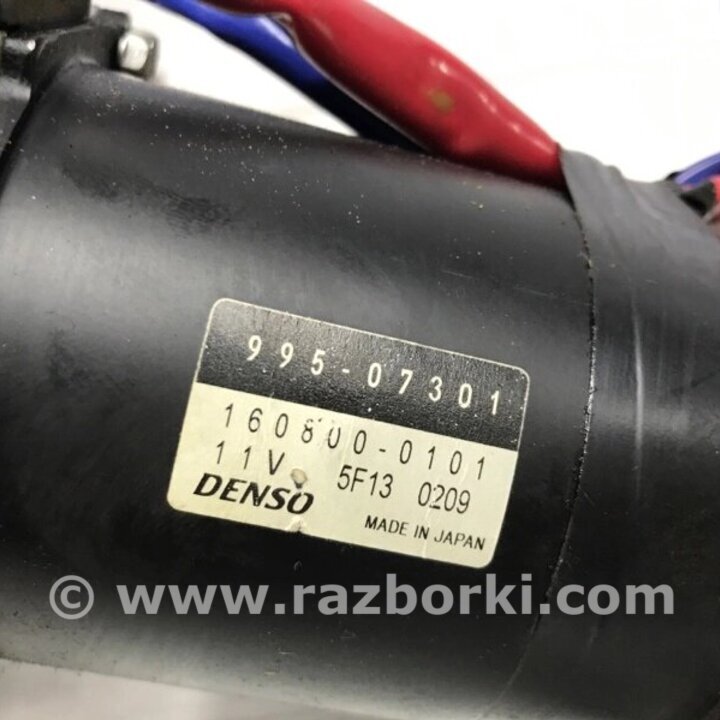 995-07301
160800-0101
11V 5F13 0209
DENSO
MADE IN JAPAN
© www.razborki.com